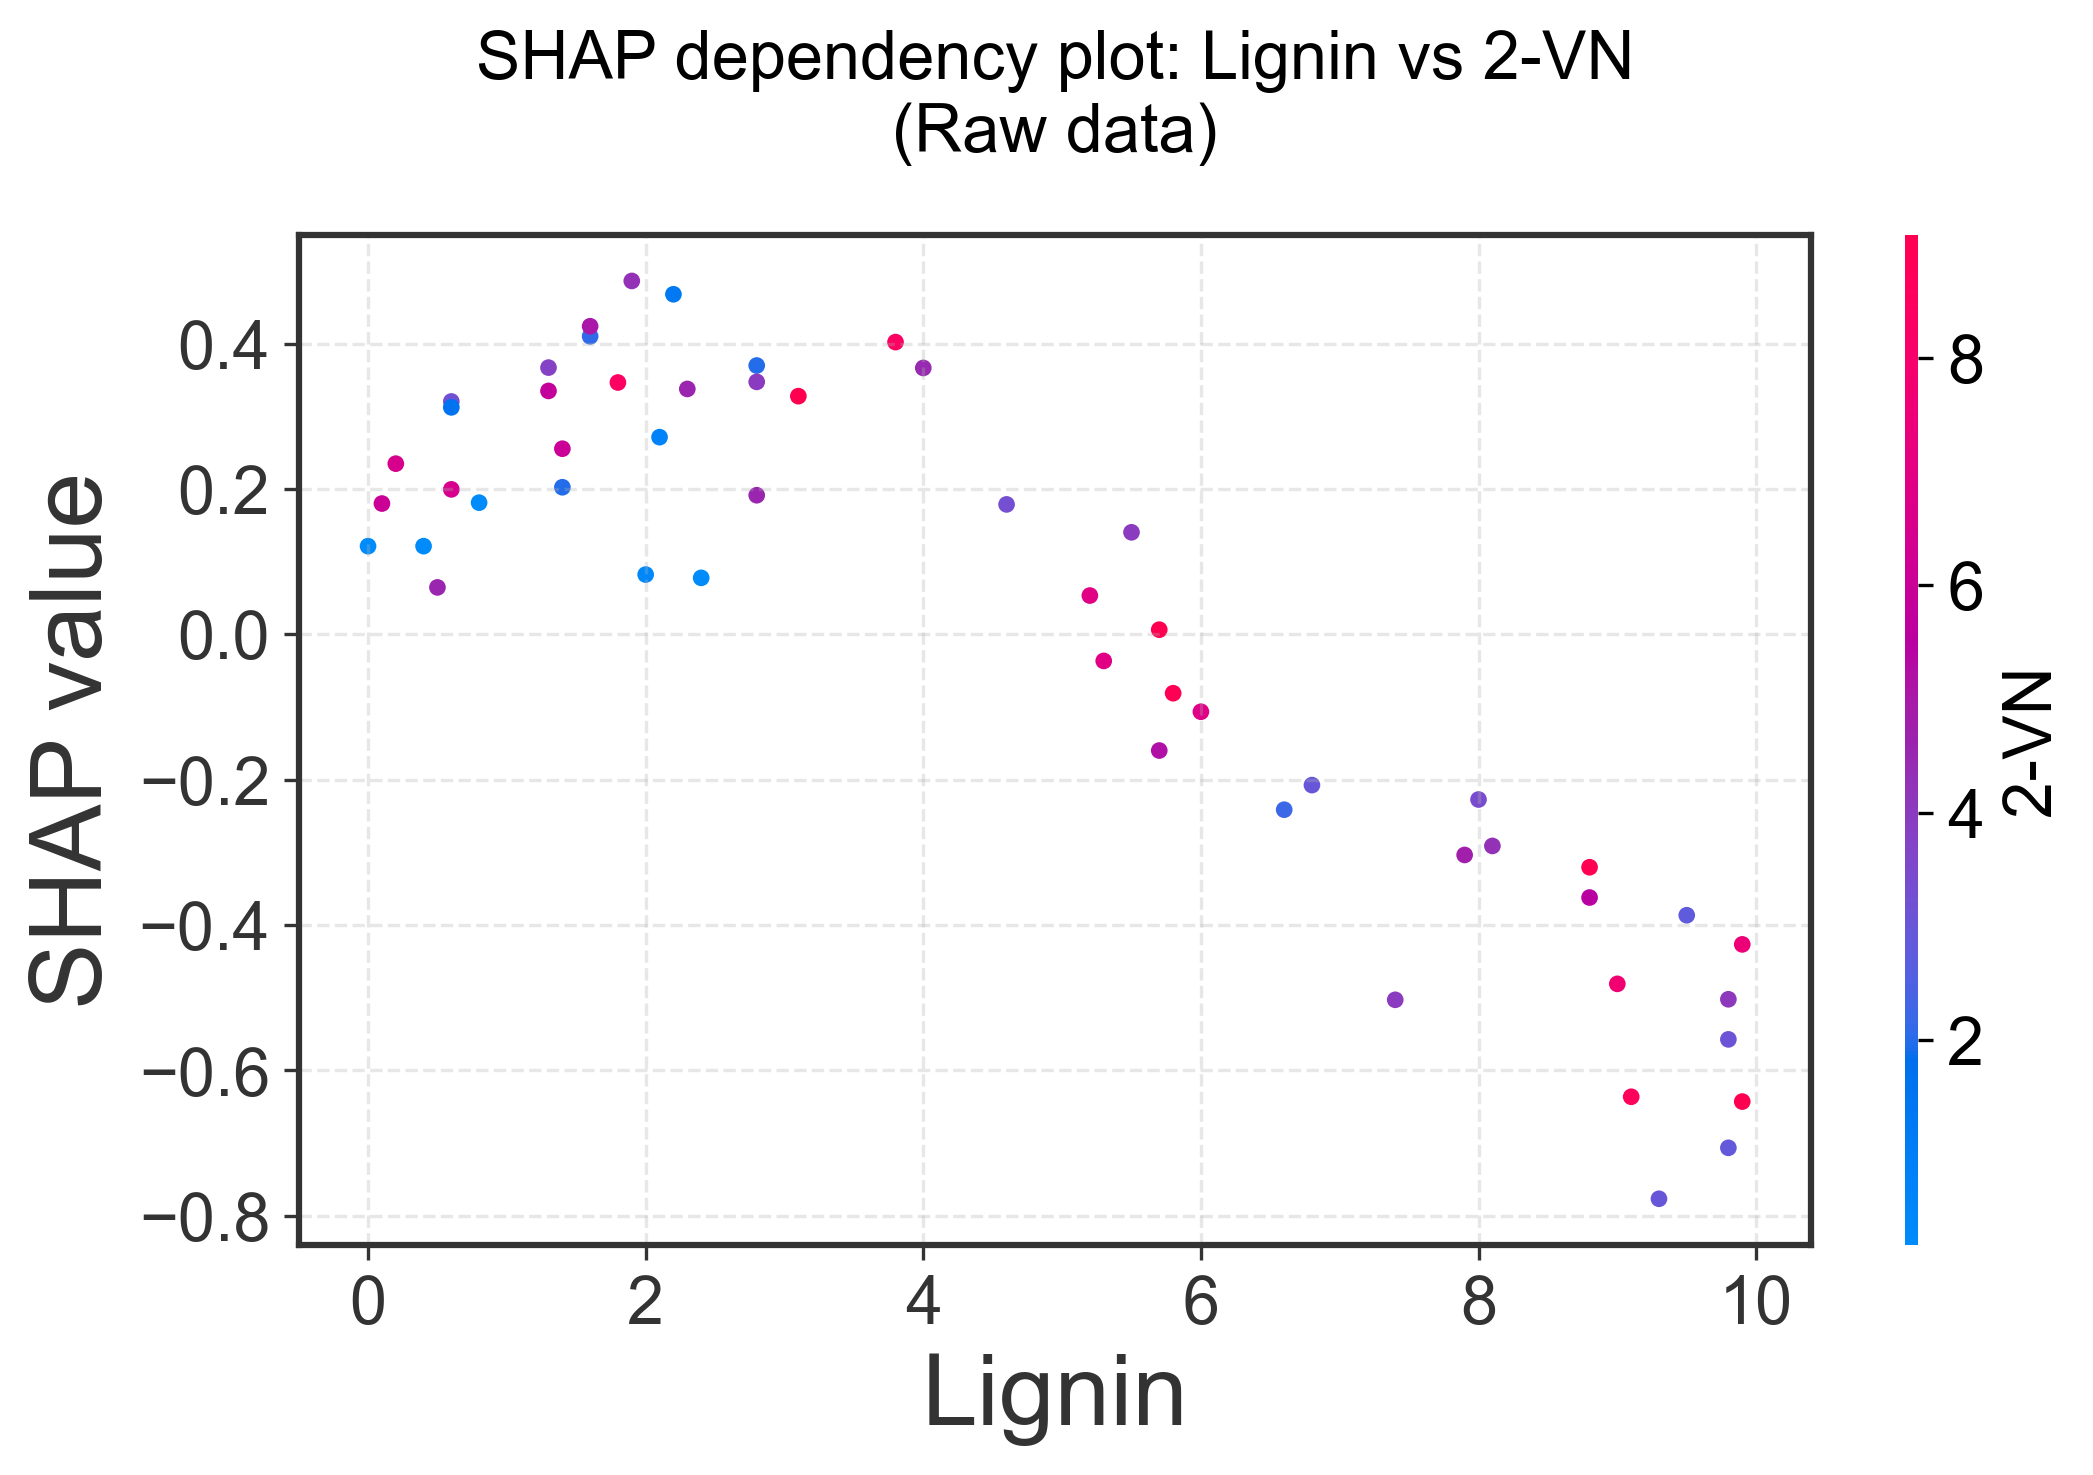 SHAP dependency plot: Lignin vs 2-VN
(Raw data)
SHAP value
0.4
0.2
0.0
−0.2
−0.4
−0.6
−0.8
0 2 4 6 8 10
Lignin
8
6
4
2
2-VN